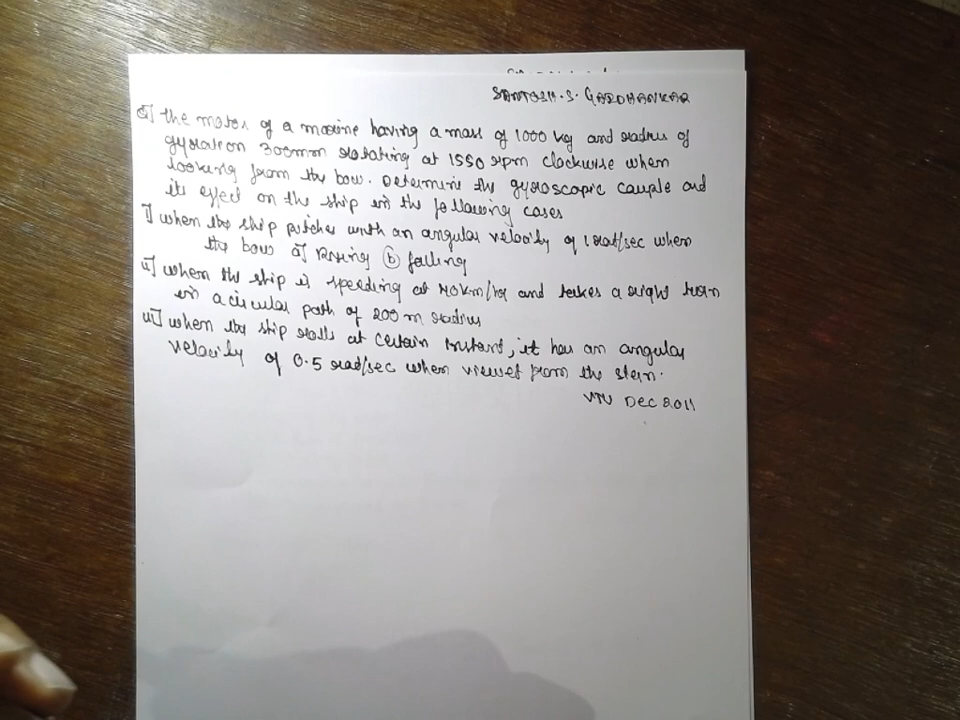 SANTOSH.S. GARDHANKAR
Q] The motor of a marine having a mass of 1000 kg and radius of
gyration 300mm rotating at 1550 rpm clockwise when
looking from the bow. Determine the gyroscopic couple and
its effect on the ship in the following cases
i] when the ship pitches with an angular velocity of 1 rad/sec when
the bow a] Rising (b) falling
ii] when the ship is speeding at 40km/hr and takes a right turn
in a circular path of 200 m radius
iii] when the ship rolls at certain instant, it has an angular
velocity of 0.5 rad/sec when viewed from the stern.
VTU Dec 2011